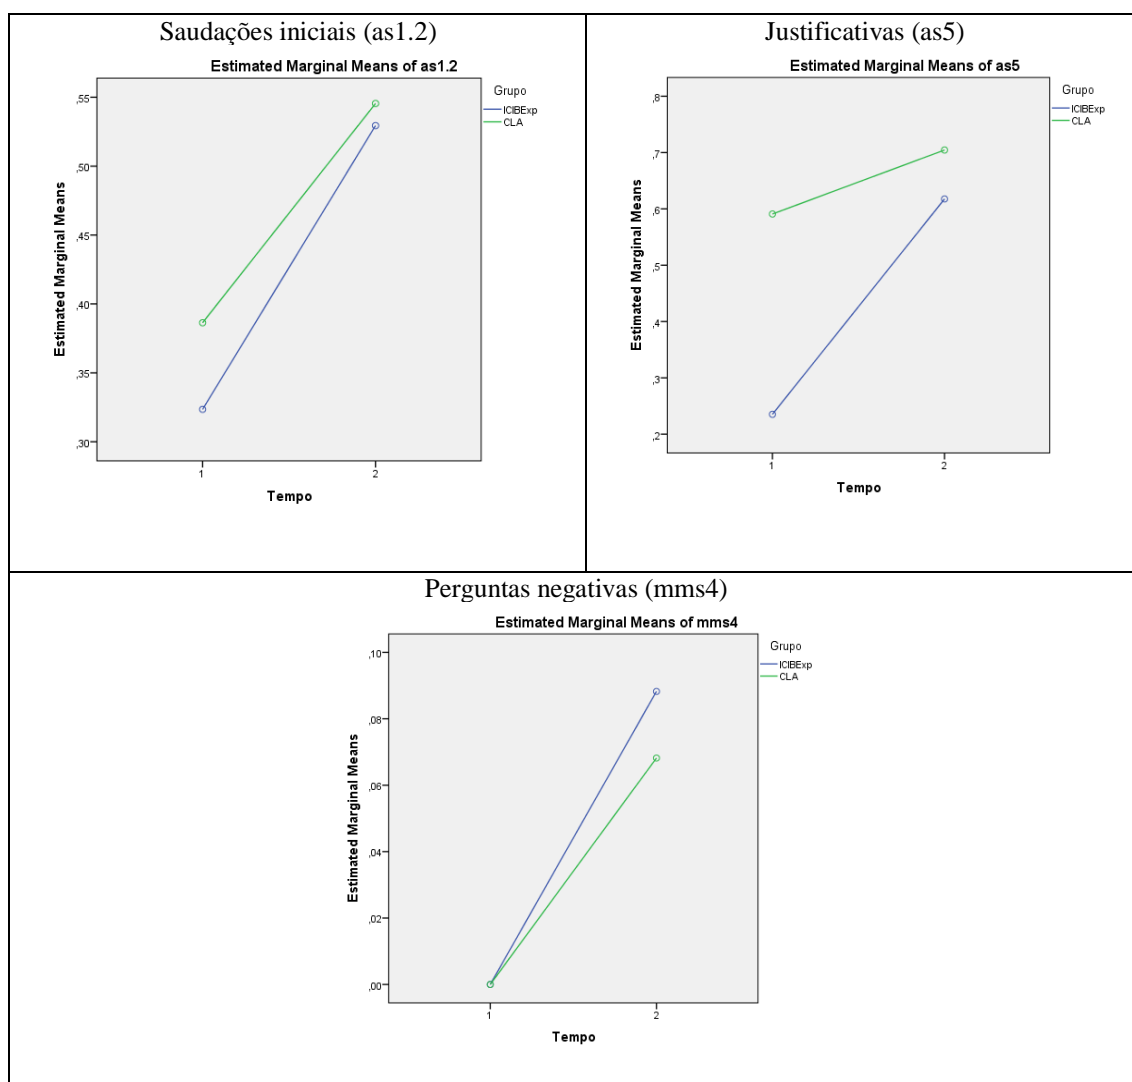 Saudações iniciais (as1.2)
Estimated Marginal Means of as1.2
Grupo
ICIBExp
CLA
Estimated Marginal Means
,55
,50
,45
,40
,35
,30
1
2
Tempo
Justificativas (as5)
Estimated Marginal Means of as5
Grupo
ICIBExp
CLA
Estimated Marginal Means
,8
,7
,6
,5
,4
,3
,2
1
2
Tempo
Perguntas negativas (mms4)
Estimated Marginal Means of mms4
Grupo
ICIBExp
CLA
Estimated Marginal Means
,10
,08
,06
,04
,02
,00
1
2
Tempo